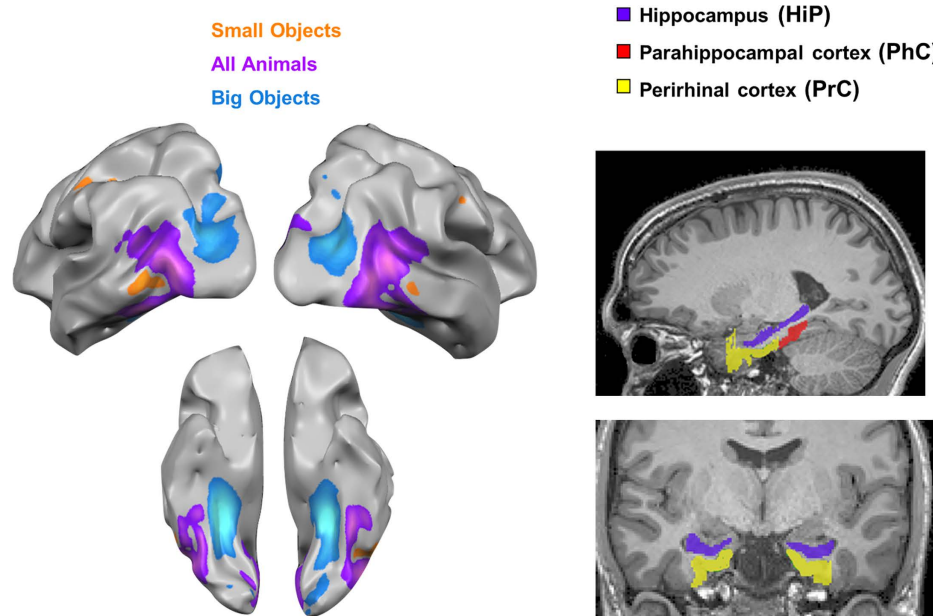 Small Objects
All Animals
Big Objects
Hippocampus (HiP)
Parahippocampal cortex (PhC)
Perirhinal cortex (PrC)